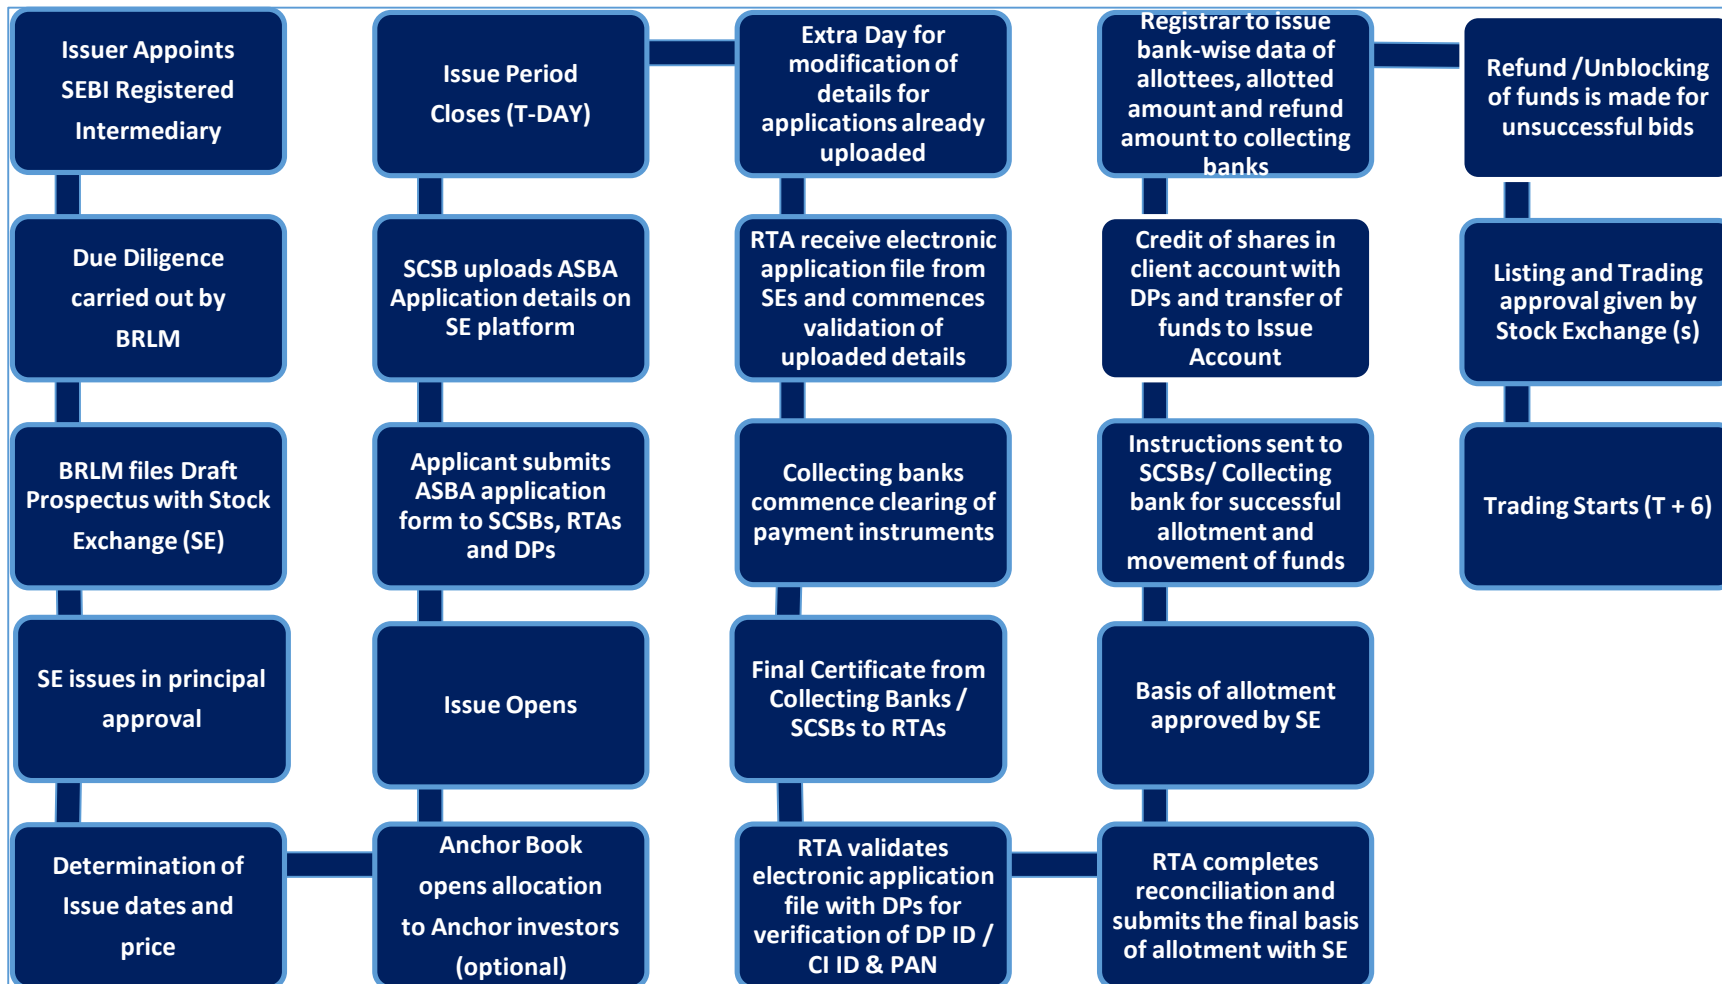 Issuer Appoints
SEBI Registered
Intermediary
Due Diligence
carried out by
BRLM
BRLM files Draft
Prospectus with Stock
Exchange (SE)
SE issues in principal
approval
Determination of
Issue dates and
price
Anchor Book
opens allocation
to Anchor investors
(optional)
Issue Opens
Applicant submits
ASBA application
form to SCSBs, RTAs
and DPs
SCSB uploads ASBA
Application details on
SE platform
Issue Period
Closes (T-DAY)
Extra Day for
modification of
details for
applications already
uploaded
RTA receive electronic
application file from
SEs and commences
validation of
uploaded details
Collecting banks
commence clearing of
payment instruments
Final Certificate from
Collecting Banks /
SCSBs to RTAs
RTA validates
electronic application
file with DPs for
verification of DP ID /
CI ID & PAN
RTA completes
reconciliation and
submits the final basis
of allotment with SE
Basis of allotment
approved by SE
Instructions sent to
SCSBs/ Collecting
bank for successful
allotment and
movement of funds
Credit of shares in
client account with
DPs and transfer of
funds to Issue
Account
Registrar to issue
bank-wise data of
allottees, allotted
amount and refund
amount to collecting
banks
Refund /Unblocking
of funds is made for
unsuccessful bids
Listing and Trading
approval given by
Stock Exchange (s)
Trading Starts (T + 6)